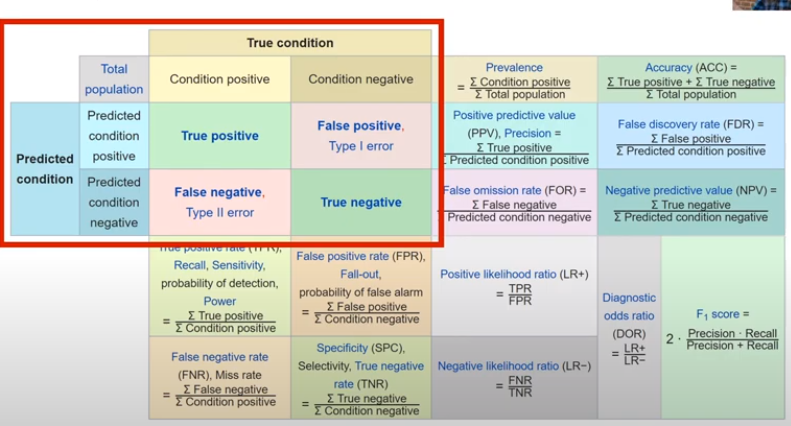 True condition
Total
population
Condition positive
Condition negative
Prevalence
= Σ Condition positive
Σ Total population
Accuracy (ACC) =
Σ True positive + Σ True negative
Σ Total population
Predicted
condition
Predicted
condition
positive
True positive
False positive,
Type I error
Positive predictive value
(PPV), Precision =
Σ True positive
Σ Predicted condition positive
False discovery rate (FDR) =
Σ False positive
Σ Predicted condition positive
Predicted
condition
negative
False negative,
Type II error
True negative
False omission rate (FOR) =
Σ False negative
Σ Predicted condition negative
Negative predictive value (NPV) =
Σ True negative
Σ Predicted condition negative
True positive rate (TPR),
Recall, Sensitivity,
probability of detection,
Power
= Σ True positive
Σ Condition positive
False positive rate (FPR),
Fall-out,
probability of false alarm
= Σ False positive
Σ Condition negative
Positive likelihood ratio (LR+)
= TPR
FPR
Diagnostic
odds ratio
(DOR)
= LR+
LR−
F1 score =
2 · Precision · Recall
Precision + Recall
False negative rate
(FNR), Miss rate
= Σ False negative
Σ Condition positive
Specificity (SPC),
Selectivity, True negative
rate (TNR)
= Σ True negative
Σ Condition negative
Negative likelihood ratio (LR−)
= FNR
TNR